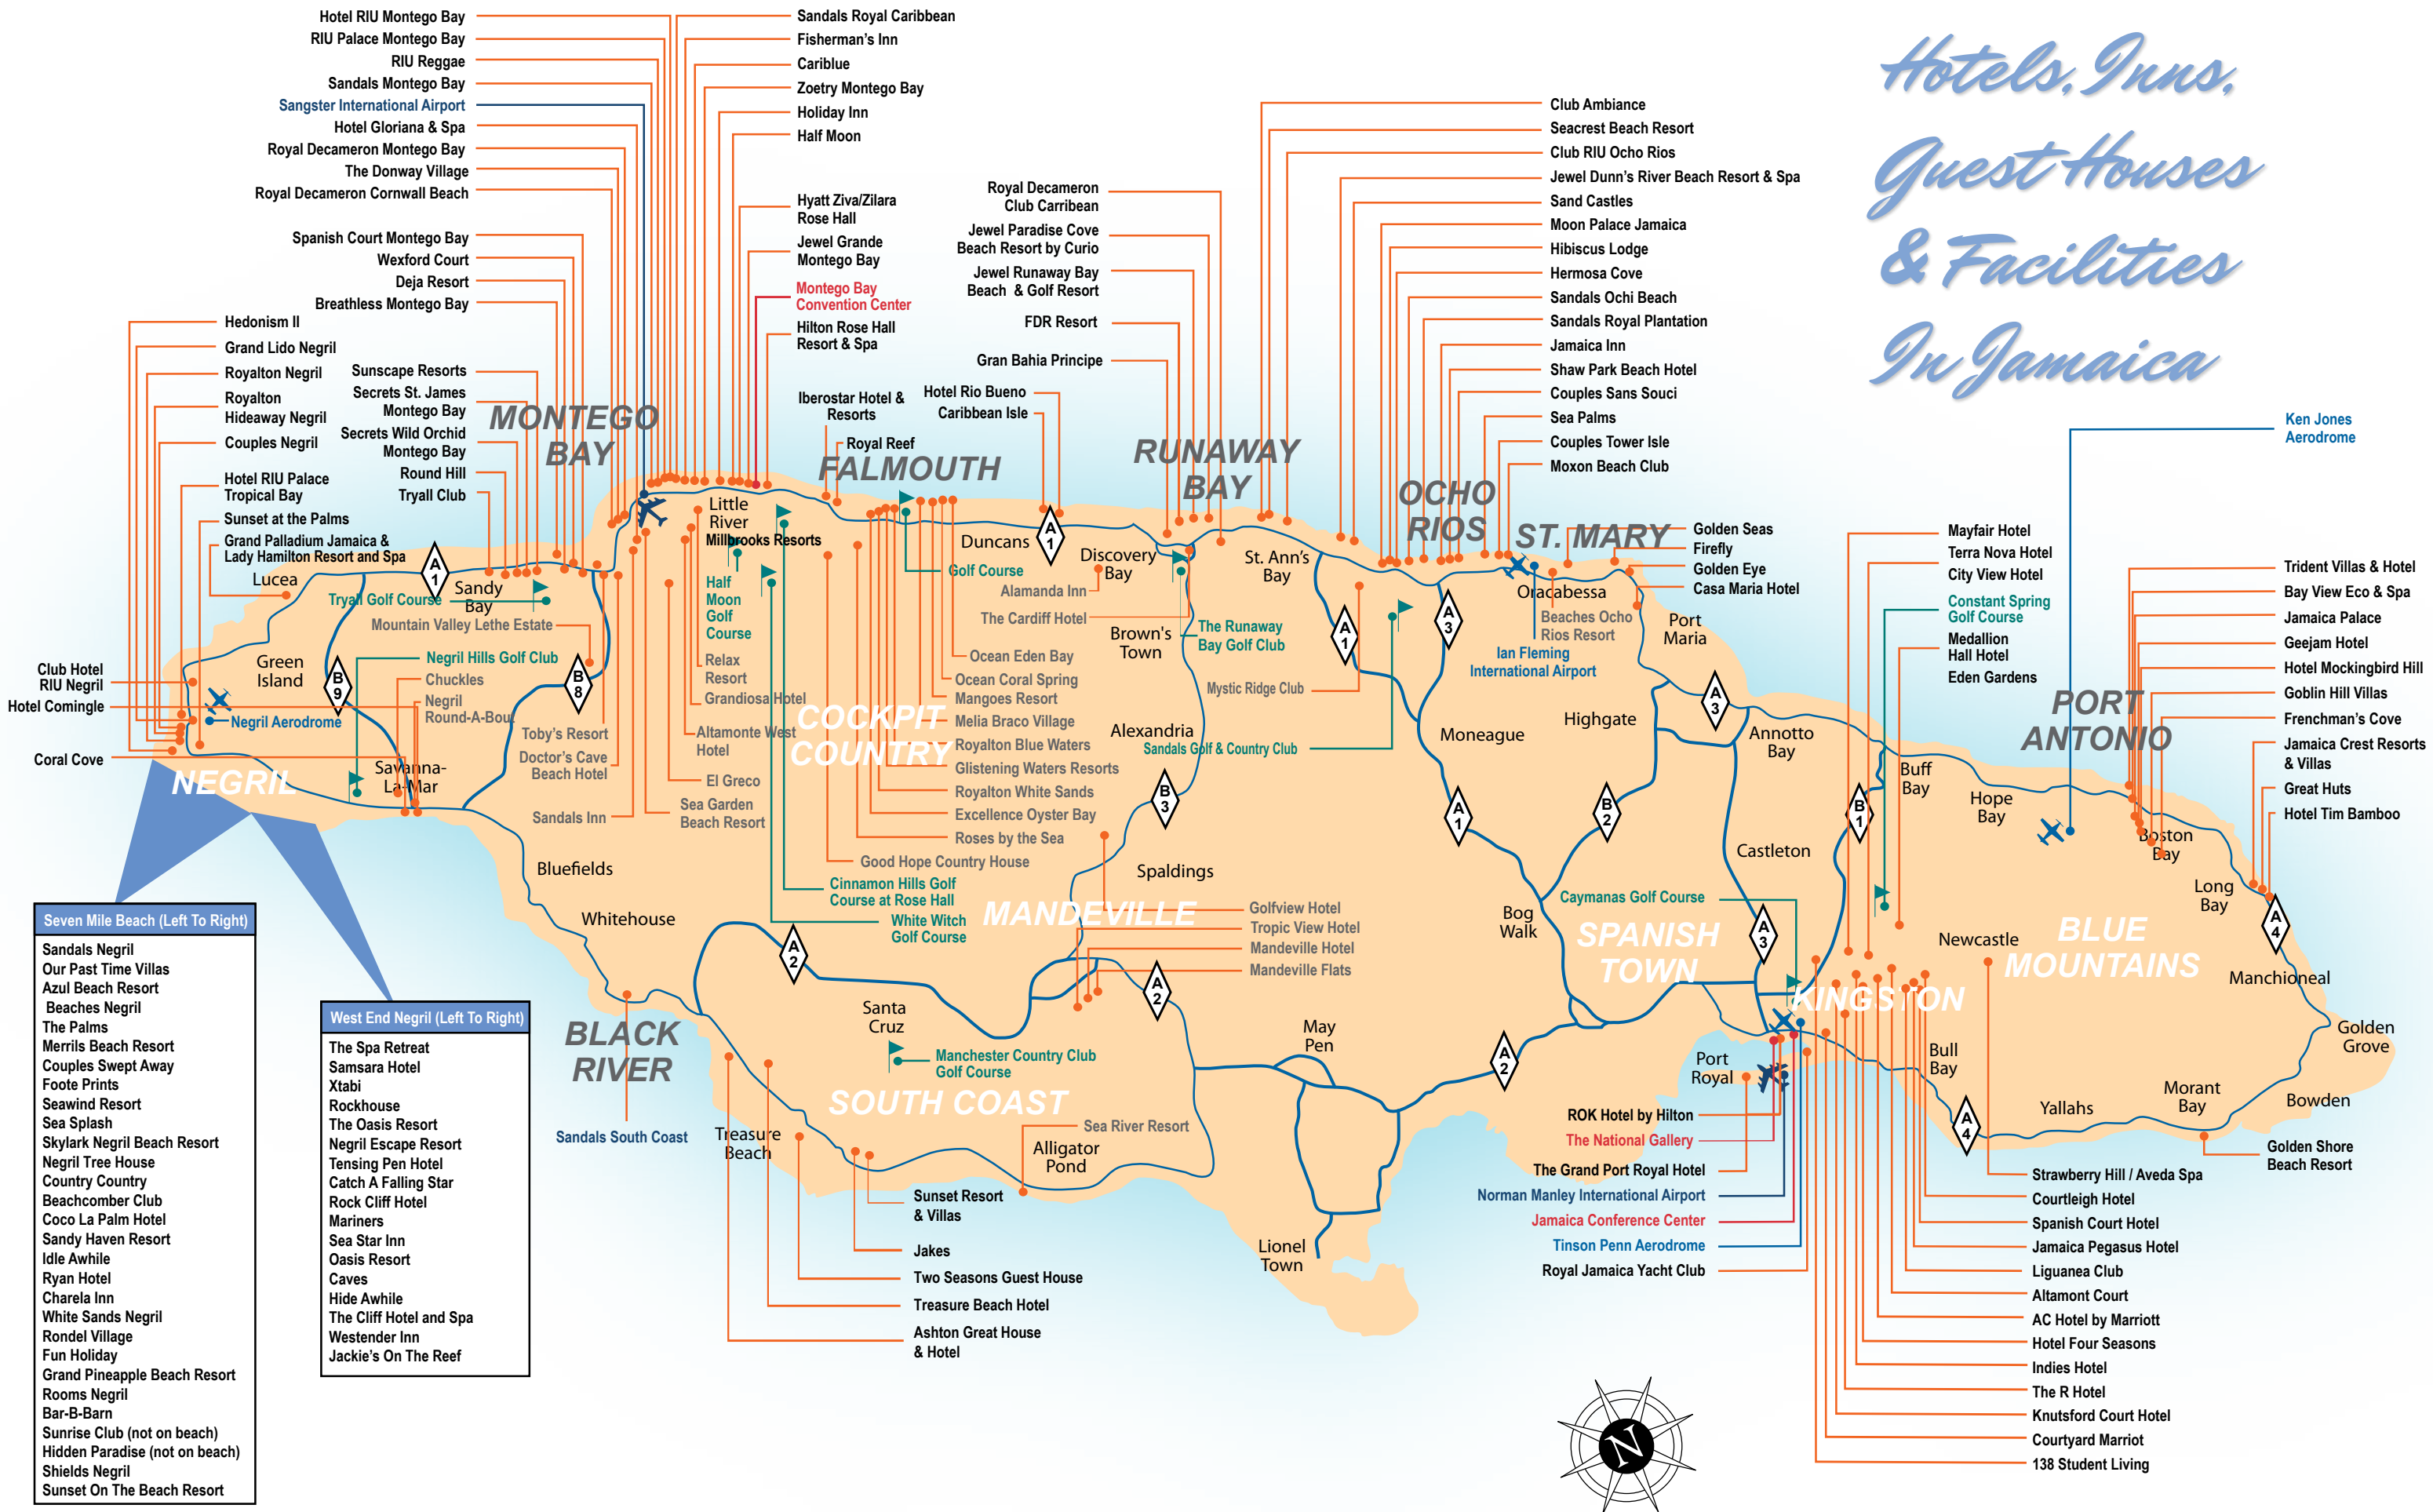 Hotels, Inns,
Guest Houses
& Facilities
In Jamaica
Hotel RIU Montego Bay
RIU Palace Montego Bay
RIU Reggae
Sandals Montego Bay
Sangster International Airport
Hotel Gloriana & Spa
Royal Decameron Montego Bay
The Donway Village
Royal Decameron Cornwall Beach
Spanish Court Montego Bay
Wexford Court
Deja Resort
Breathless Montego Bay
Sunscape Resorts
Secrets St. James
Montego Bay
Secrets Wild Orchid
Montego Bay
Round Hill
Tryall Club
Sandals Royal Caribbean
Fisherman's Inn
Cariblue
Zoetry Montego Bay
Holiday Inn
Half Moon
Hyatt Ziva/Zilara
Rose Hall
Jewel Grande
Montego Bay
Montego Bay
Convention Center
Hilton Rose Hall
Resort & Spa
Iberostar Hotel &
Resorts
Royal Reef
Royal Decameron
Club Carribean
Jewel Paradise Cove
Beach Resort by Curio
Jewel Runaway Bay
Beach & Golf Resort
FDR Resort
Gran Bahia Principe
Hotel Rio Bueno
Caribbean Isle
Club Ambiance
Seacrest Beach Resort
Club RIU Ocho Rios
Jewel Dunn's River Beach Resort & Spa
Sand Castles
Moon Palace Jamaica
Hibiscus Lodge
Hermosa Cove
Sandals Ochi Beach
Sandals Royal Plantation
Jamaica Inn
Shaw Park Beach Hotel
Couples Sans Souci
Sea Palms
Couples Tower Isle
Moxon Beach Club
Hedonism II
Grand Lido Negril
Royalton Negril
Royalton
Hideaway Negril
Couples Negril
Hotel RIU Palace
Tropical Bay
Sunset at the Palms
Grand Palladium Jamaica &
Lady Hamilton Resort and Spa
Club Hotel
RIU Negril
Hotel Comingle
Coral Cove
MONTEGO
BAY
FALMOUTH
RUNAWAY
BAY
OCHO
RIOS
ST. MARY
PORT
ANTONIO
NEGRIL
COCKPIT
COUNTRY
MANDEVILLE
SPANISH
TOWN
KINGSTON
BLUE
MOUNTAINS
BLACK
RIVER
SOUTH COAST
Golden Seas
Firefly
Golden Eye
Casa Maria Hotel
Mayfair Hotel
Terra Nova Hotel
City View Hotel
Constant Spring
Golf Course
Medallion
Hall Hotel
Eden Gardens
Ken Jones
Aerodrome
Trident Villas & Hotel
Bay View Eco & Spa
Jamaica Palace
Geejam Hotel
Hotel Mockingbird Hill
Goblin Hill Villas
Frenchman's Cove
Jamaica Crest Resorts
& Villas
Great Huts
Hotel Tim Bamboo
Lucea
A
1
Sandy
Bay
Tryall Golf Course
Mountain Valley Lethe Estate
Green
Island
B
9
Negril Hills Golf Club
Chuckles
Negril
Round-A-Bou
B
8
Negril Aerodrome
Savanna-
La-Mar
Toby's Resort
Doctor's Cave
Beach Hotel
Sandals Inn
Little
River
Millbrooks Resorts
Half
Moon
Golf
Course
Relax
Resort
Grandiosa Hotel
Altamonte West
Hotel
El Greco
Sea Garden
Beach Resort
Duncans
A
1
Golf Course
Discovery
Bay
Alamanda Inn
The Cardiff Hotel
Brown's
Town
The Runaway
Bay Golf Club
Ocean Eden Bay
Ocean Coral Spring
Mangoes Resort
Melia Braco Village
Royalton Blue Waters
Glistening Waters Resorts
Royalton White Sands
Excellence Oyster Bay
Roses by the Sea
Good Hope Country House
Cinnamon Hills Golf
Course at Rose Hall
White Witch
Golf Course
St. Ann's
Bay
A
1
A
3
Mystic Ridge Club
Alexandria
Sandals Golf & Country Club
B
3
Oracabessa
Beaches Ocho
Rios Resort
Ian Fleming
International Airport
Port
Maria
A
3
Highgate
Moneague
Annotto
Bay
Buff
Bay
Hope
Bay
A
1
B
2
B
1
Castleton
Boston
Bay
Long
Bay
A
4
Manchioneal
Golden
Grove
Bluefields
Whitehouse
Spaldings
Golfview Hotel
Tropic View Hotel
Mandeville Hotel
Mandeville Flats
A
2
A
2
Santa
Cruz
Manchester Country Club
Golf Course
Bog
Walk
Caymanas Golf Course
A
3
Newcastle
May
Pen
A
2
Port
Royal
Bull
Bay
A
4
Yallahs
Morant
Bay
Bowden
Golden Shore
Beach Resort
Sandals South Coast
Treasure
Beach
Sea River Resort
Alligator
Pond
Lionel
Town
Sunset Resort
& Villas
Jakes
Two Seasons Guest House
Treasure Beach Hotel
Ashton Great House
& Hotel
ROK Hotel by Hilton
The National Gallery
The Grand Port Royal Hotel
Norman Manley International Airport
Jamaica Conference Center
Tinson Penn Aerodrome
Royal Jamaica Yacht Club
Strawberry Hill / Aveda Spa
Courtleigh Hotel
Spanish Court Hotel
Jamaica Pegasus Hotel
Liguanea Club
Altamont Court
AC Hotel by Marriott
Hotel Four Seasons
Indies Hotel
The R Hotel
Knutsford Court Hotel
Courtyard Marriot
138 Student Living
Seven Mile Beach (Left To Right)
Sandals Negril
Our Past Time Villas
Azul Beach Resort
Beaches Negril
The Palms
Merrils Beach Resort
Couples Swept Away
Foote Prints
Seawind Resort
Sea Splash
Skylark Negril Beach Resort
Negril Tree House
Country Country
Beachcomber Club
Coco La Palm Hotel
Sandy Haven Resort
Idle Awhile
Ryan Hotel
Charela Inn
White Sands Negril
Rondel Village
Fun Holiday
Grand Pineapple Beach Resort
Rooms Negril
Bar-B-Barn
Sunrise Club (not on beach)
Hidden Paradise (not on beach)
Shields Negril
Sunset On The Beach Resort
West End Negril (Left To Right)
The Spa Retreat
Samsara Hotel
Xtabi
Rockhouse
The Oasis Resort
Negril Escape Resort
Tensing Pen Hotel
Catch A Falling Star
Rock Cliff Hotel
Mariners
Sea Star Inn
Oasis Resort
Caves
Hide Awhile
The Cliff Hotel and Spa
Westender Inn
Jackie's On The Reef
N